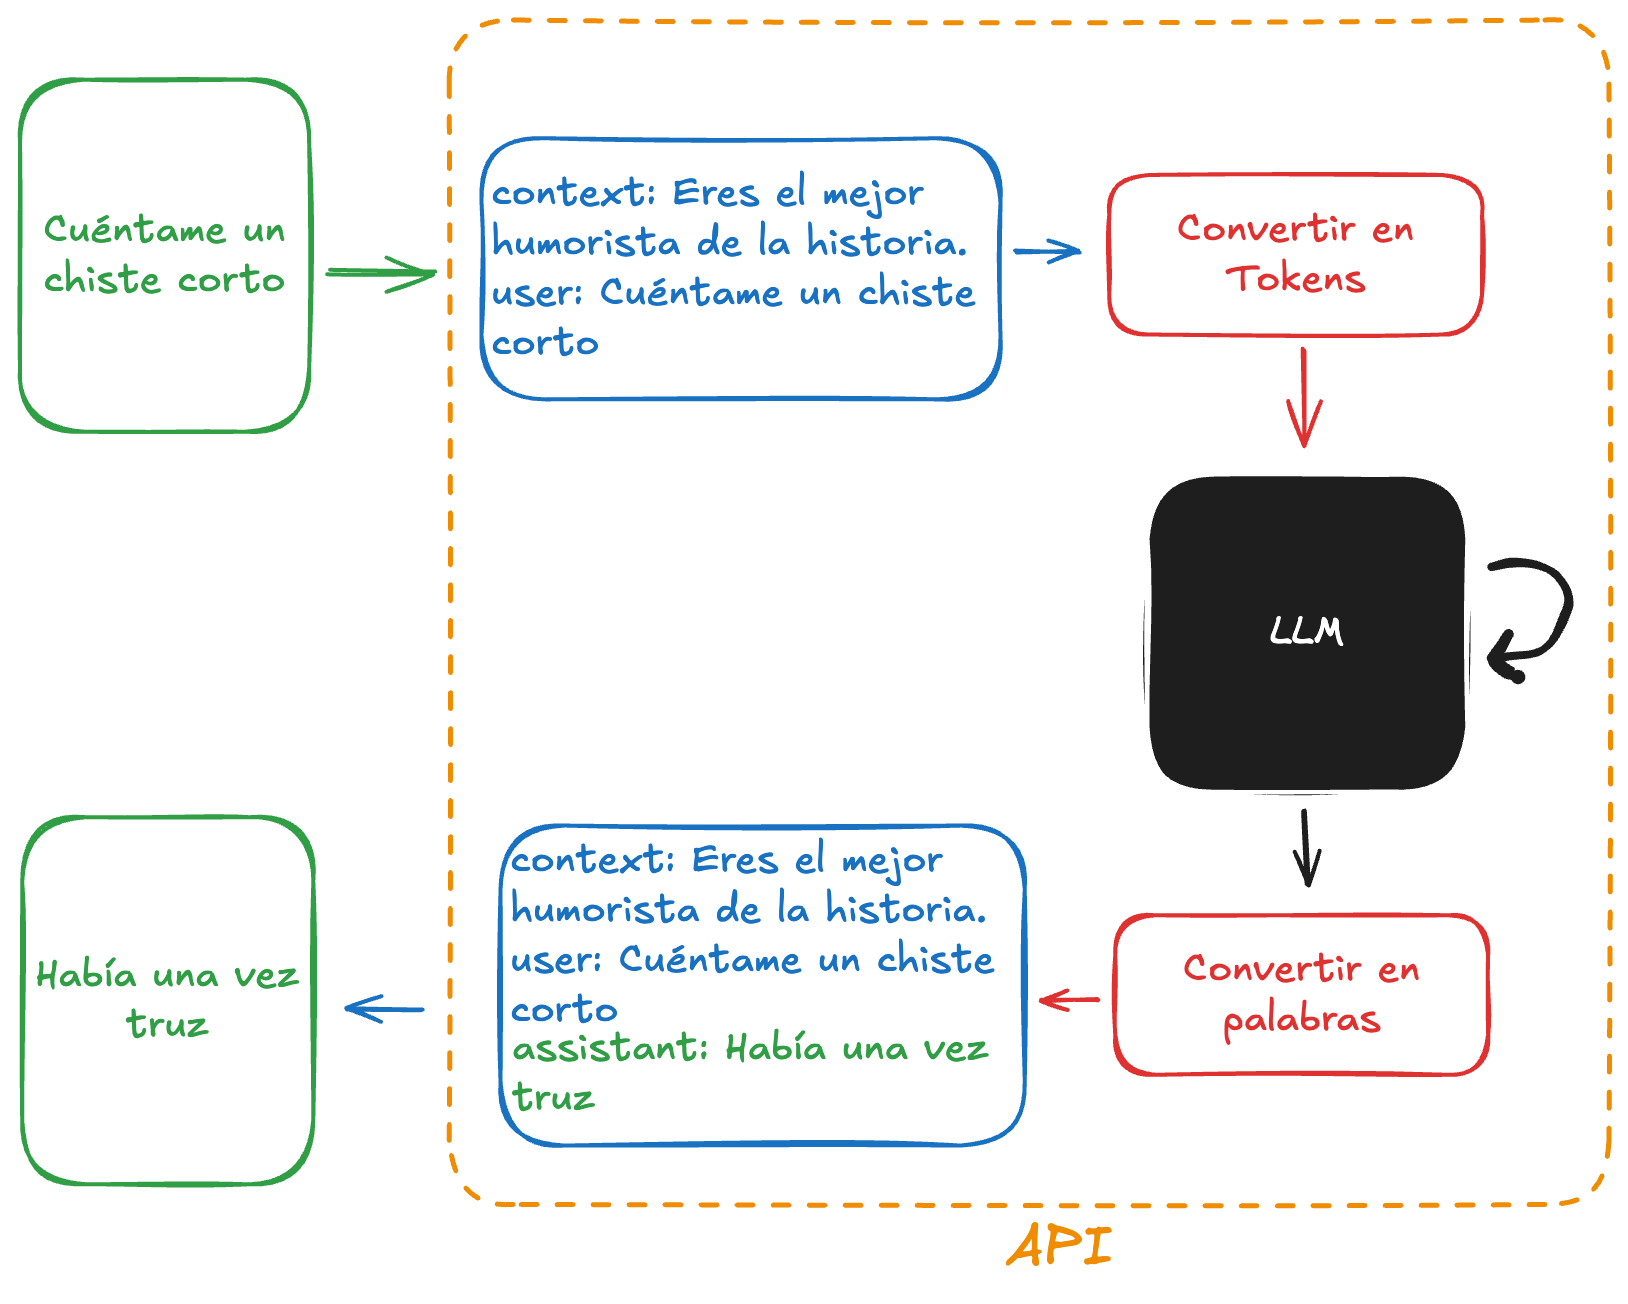 Cuéntame un
chiste corto
context: Eres el mejor
humorista de la historia.
user: Cuéntame un chiste
corto
Convertir en
Tokens
LLM
Convertir en
palabras
context: Eres el mejor
humorista de la historia.
user: Cuéntame un chiste
corto
assistant: Había una vez
truz
Había una vez
truz
API